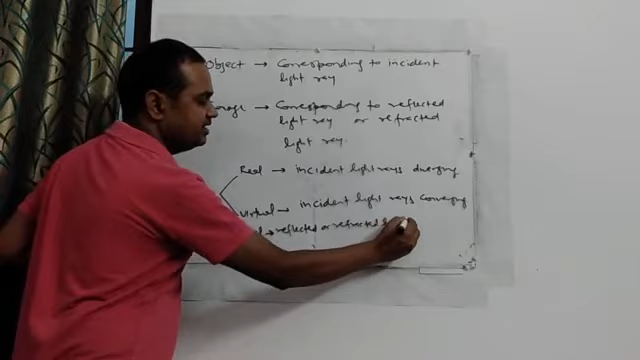 Object → Corresponding to incident
light ray
→ Corresponding to reflected
light ray or refracted
light ray.
Real → incident light rays diverging
Virtual → incident light rays converging
→ reflected or refracted